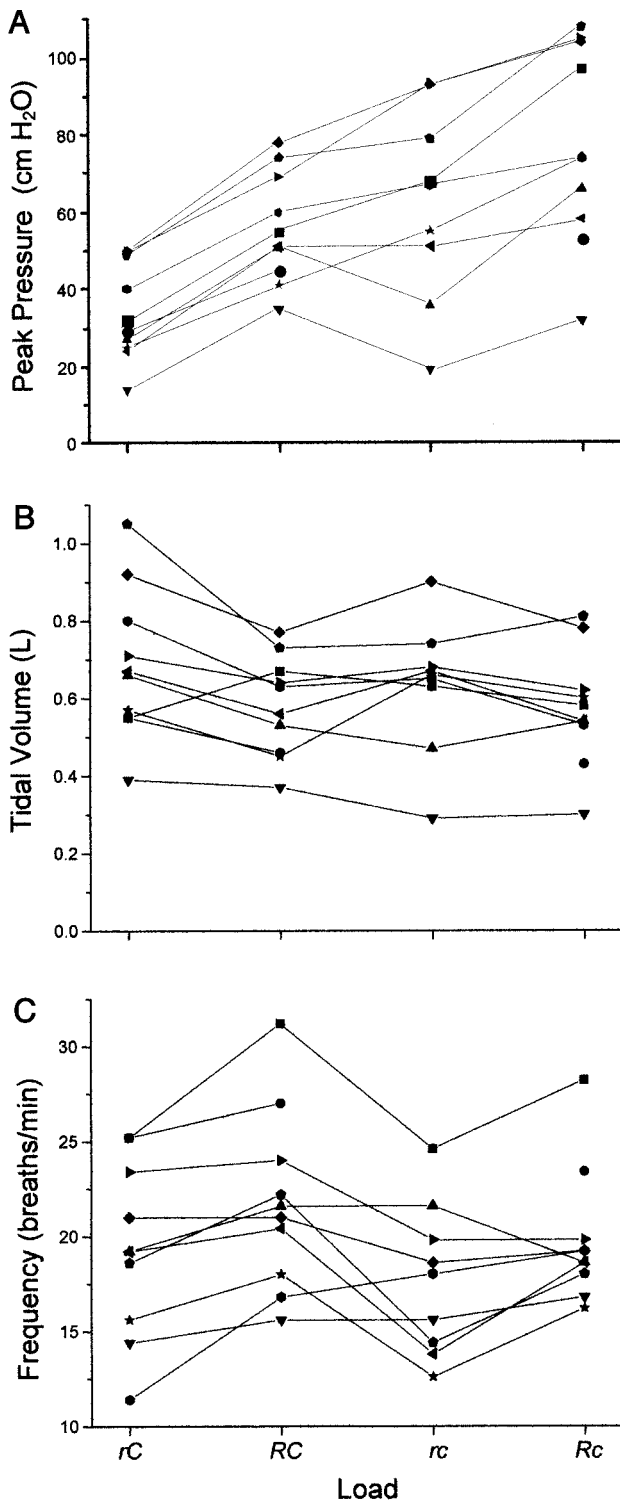 A
Peak Pressure (cm H₂O)
100
80
60
40
20
0
B
Tidal Volume (L)
1.0
0.8
0.6
0.4
0.2
0.0
C
Frequency (breaths/min)
30
25
20
15
10
rC RC rc Rc
Load